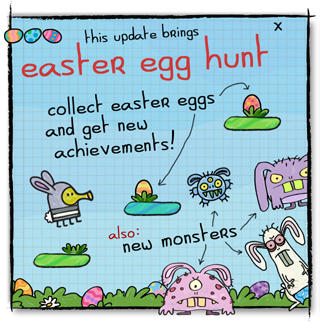 this update brings
x
easter egg hunt
collect easter eggs
and get new
achievements!
also:
new monsters